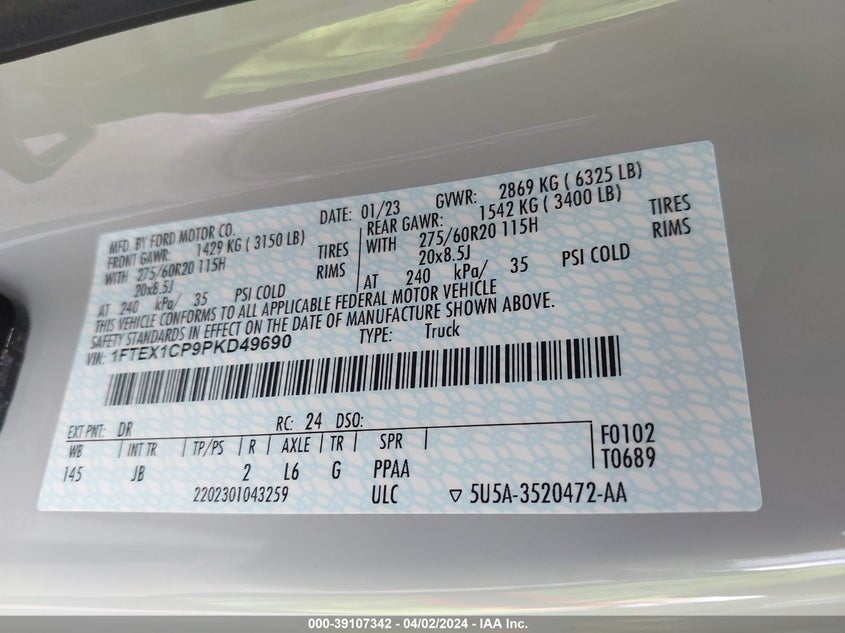 MFD. BY FORD MOTOR CO.
DATE: 01/23 GVWR: 2869 KG ( 6325 LB)
FRONT GAWR: 1429 KG ( 3150 LB)
REAR GAWR: 1542 KG ( 3400 LB)
WITH 275/60R20 115H TIRES
WITH 275/60R20 115H TIRES
20x8.5J RIMS
20x8.5J RIMS
AT 240 kPa/ 35 PSI COLD
AT 240 kPa/ 35 PSI COLD
THIS VEHICLE CONFORMS TO ALL APPLICABLE FEDERAL MOTOR VEHICLE
SAFETY STANDARDS IN EFFECT ON THE DATE OF MANUFACTURE SHOWN ABOVE.
VIN: 1FTEX1CP9PKD49690 TYPE: Truck
EXT PNT: DR RC: 24 DSO:
WB INT TR TP/PS R AXLE TR SPR
145 JB 2 L6 G PPAA
F0102
T0689
2202301043259 ULC ▽ 5U5A-3520472-AA
000-39107342 - 04/02/2024 - IAA Inc.